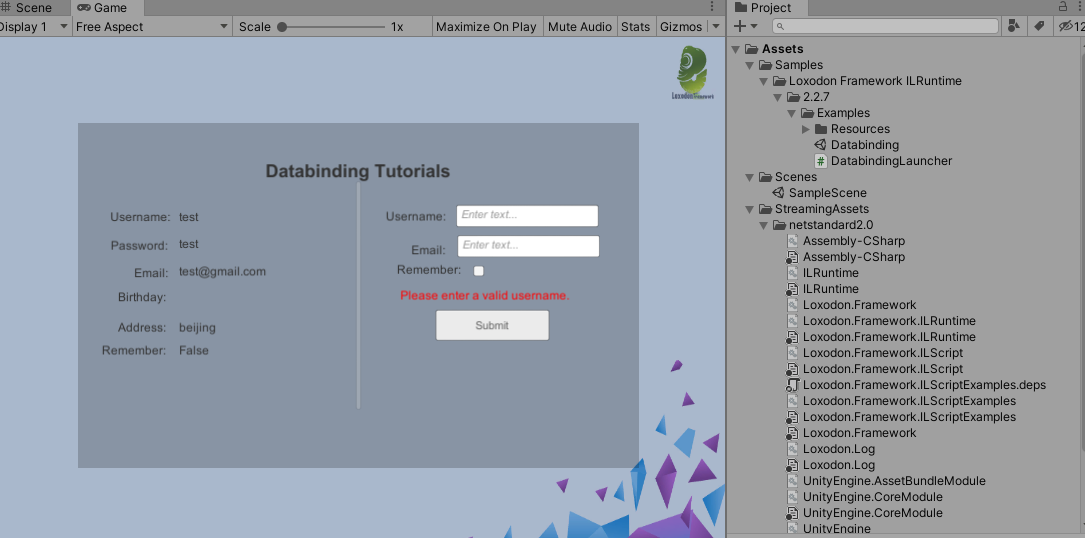 Scene Game
Display 1 Free Aspect Scale 1x Maximize On Play Mute Audio Stats Gizmos
LoxodonFramework
Databinding Tutorials
Username: test
Password: test
Email: test@gmail.com
Birthday:
Address: beijing
Remember: False
Username: Enter text...
Email: Enter text...
Remember:
Please enter a valid username.
Submit
Project
12
Assets
Samples
Loxodon Framework ILRuntime
2.2.7
Examples
Resources
Databinding
DatabindingLauncher
Scenes
SampleScene
StreamingAssets
netstandard2.0
Assembly-CSharp
Assembly-CSharp
ILRuntime
ILRuntime
Loxodon.Framework
Loxodon.Framework.ILRuntime
Loxodon.Framework.ILRuntime
Loxodon.Framework.ILScript
Loxodon.Framework.ILScript
Loxodon.Framework.ILScriptExamples.deps
Loxodon.Framework.ILScriptExamples
Loxodon.Framework.ILScriptExamples
Loxodon.Framework
Loxodon.Log
Loxodon.Log
UnityEngine.AssetBundleModule
UnityEngine.CoreModule
UnityEngine.CoreModule
UnityEngine